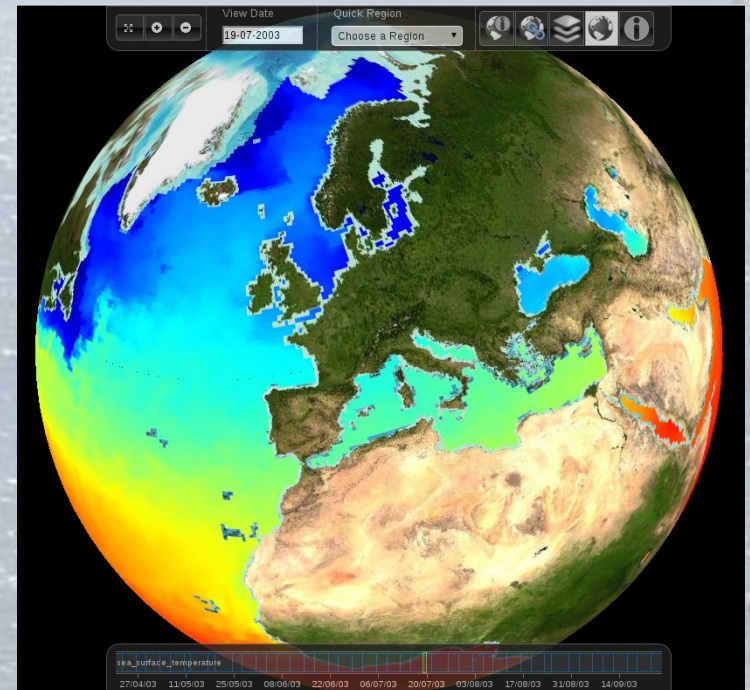 View Date
Quick Region
19-07-2003
Choose a Region
sea_surface_temperature
27/04/03 11/05/03 25/05/03 08/06/03 22/06/03 06/07/03 20/07/03 03/08/03 17/08/03 31/08/03 14/09/03